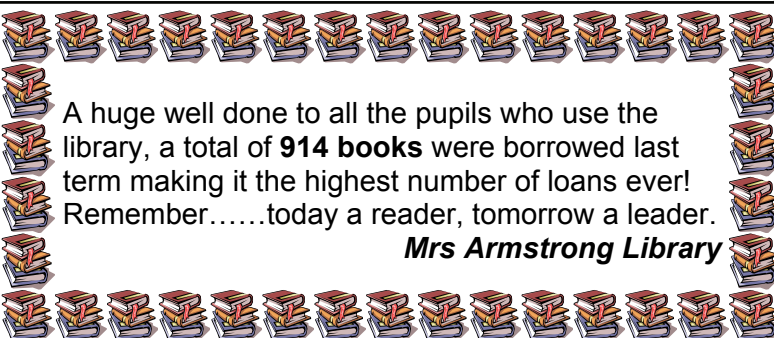 A huge well done to all the pupils who use the
library, a total of 914 books were borrowed last
term making it the highest number of loans ever!
Remember……today a reader, tomorrow a leader.
Mrs Armstrong Library